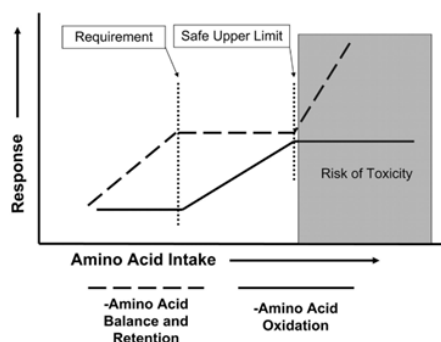 Requirement
Safe Upper Limit
Response
Risk of Toxicity
Amino Acid Intake
-Amino Acid
Balance and
Retention
-Amino Acid
Oxidation